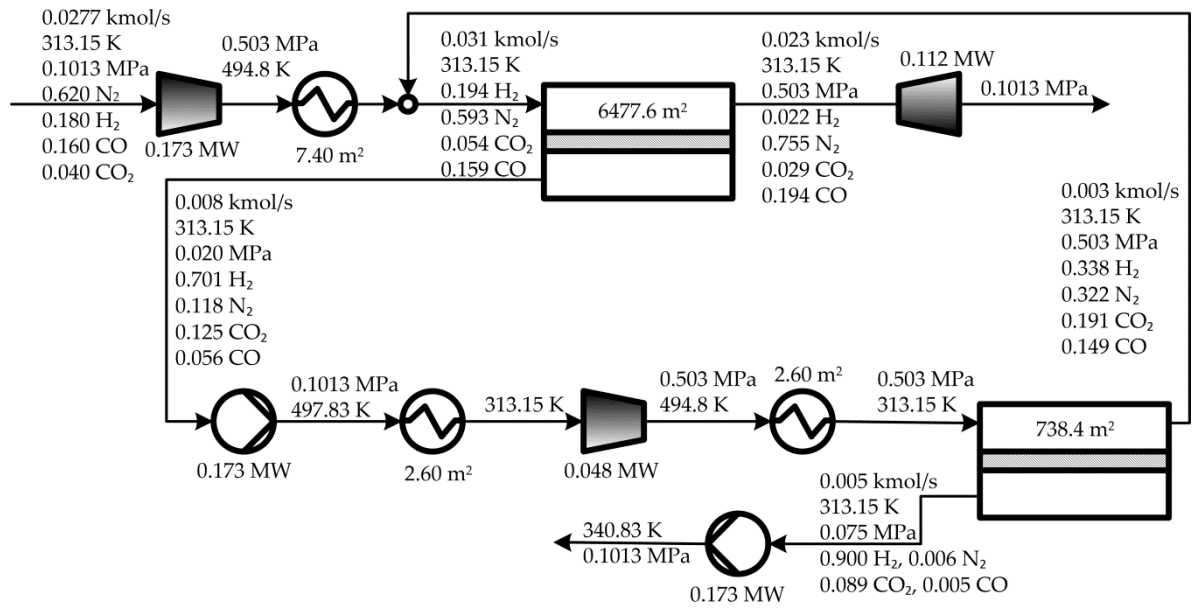 0.0277 kmol/s
313.15 K
0.1013 MPa
0.620 N₂
0.180 H₂
0.160 CO
0.040 CO₂
0.173 MW
0.503 MPa
494.8 K
7.40 m²
0.031 kmol/s
313.15 K
0.194 H₂
0.593 N₂
0.054 CO₂
0.159 CO
6477.6 m²
0.023 kmol/s
313.15 K
0.503 MPa
0.022 H₂
0.755 N₂
0.029 CO₂
0.194 CO
0.112 MW
0.1013 MPa
0.008 kmol/s
313.15 K
0.020 MPa
0.701 H₂
0.118 N₂
0.125 CO₂
0.056 CO
0.003 kmol/s
313.15 K
0.503 MPa
0.338 H₂
0.322 N₂
0.191 CO₂
0.149 CO
0.173 MW
0.1013 MPa
497.83 K
2.60 m²
313.15 K
0.048 MW
0.503 MPa
494.8 K
2.60 m²
0.503 MPa
313.15 K
738.4 m²
0.005 kmol/s
313.15 K
0.075 MPa
0.900 H₂, 0.006 N₂
0.089 CO₂, 0.005 CO
340.83 K
0.1013 MPa
0.173 MW